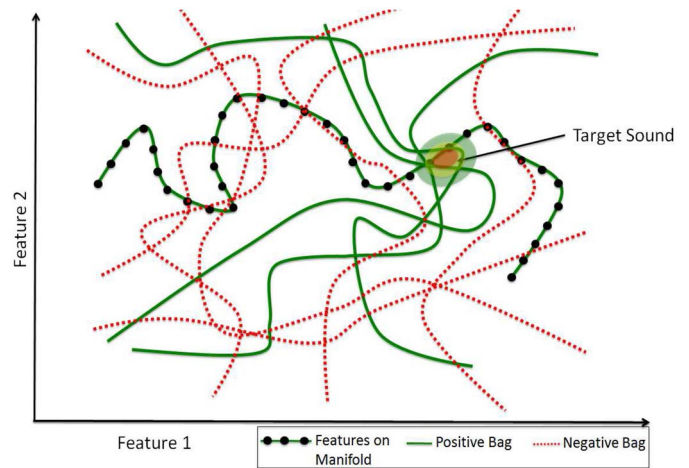 Target Sound
Feature 2
Feature 1
Features on
Manifold
Positive Bag
Negative Bag